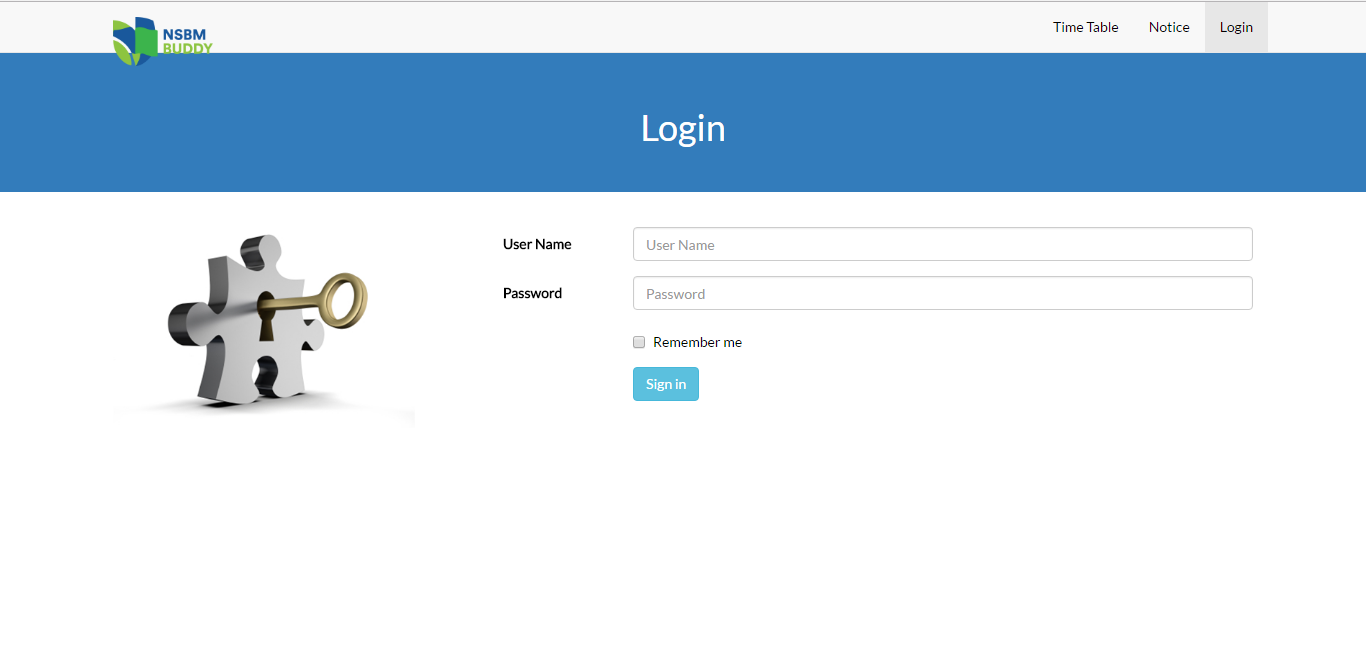 NSBM
BUDDY
Time Table
Notice
Login
Login
User Name
User Name
Password
Password
Remember me
Sign in